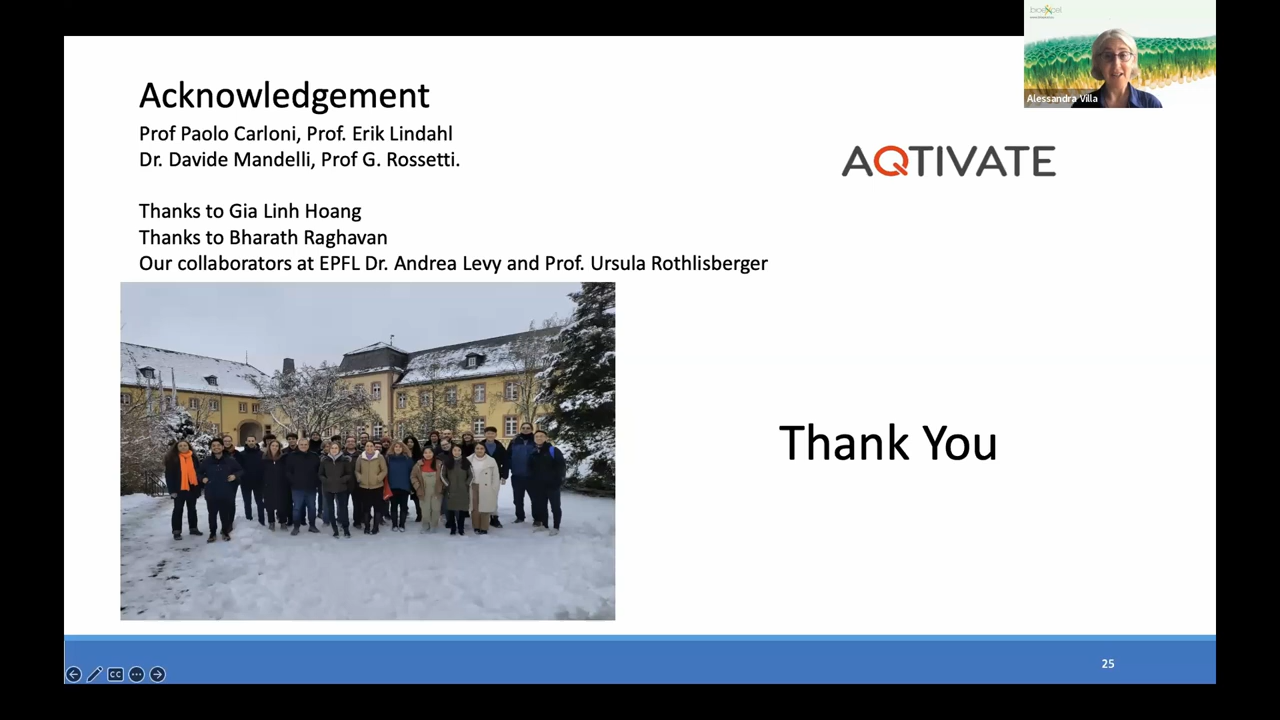 bioexcel
Alessandra Villa
Acknowledgement
Prof Paolo Carloni, Prof. Erik Lindahl
Dr. Davide Mandelli, Prof G. Rossetti.
AQTIVATE
Thanks to Gia Linh Hoang
Thanks to Bharath Raghavan
Our collaborators at EPFL Dr. Andrea Levy and Prof. Ursula Rothlisberger
Thank You
25
CC